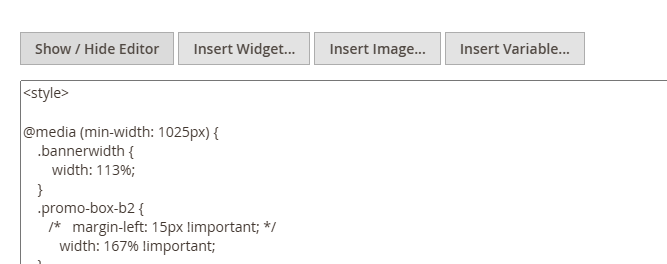 Show / Hide Editor Insert Widget... Insert Image... Insert Variable...
<style>
@media (min-width: 1025px) {
.bannerwidth {
width: 113%;
}
.promo-box-b2 {
/* margin-left: 15px !important; */
width: 167% !important;
}